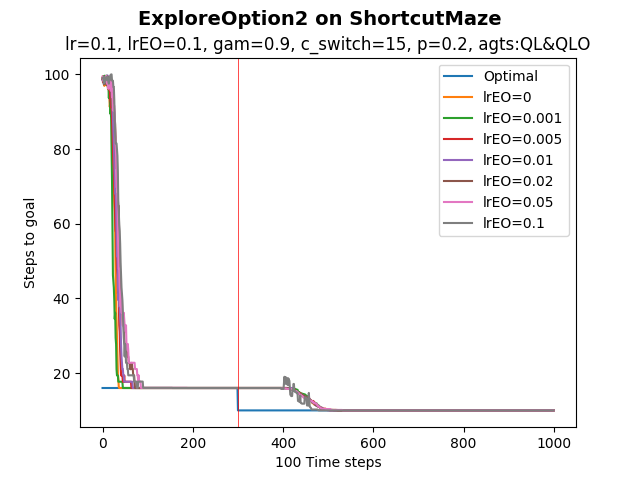 ExploreOption2 on ShortcutMaze
lr=0.1, lrEO=0.1, gam=0.9, c_switch=15, p=0.2, agts:QL&QLO
Steps to goal
100
80
60
40
20
Optimal
lrEO=0
lrEO=0.001
lrEO=0.005
lrEO=0.01
lrEO=0.02
lrEO=0.05
lrEO=0.1
0 200 400 600 800 1000
100 Time steps